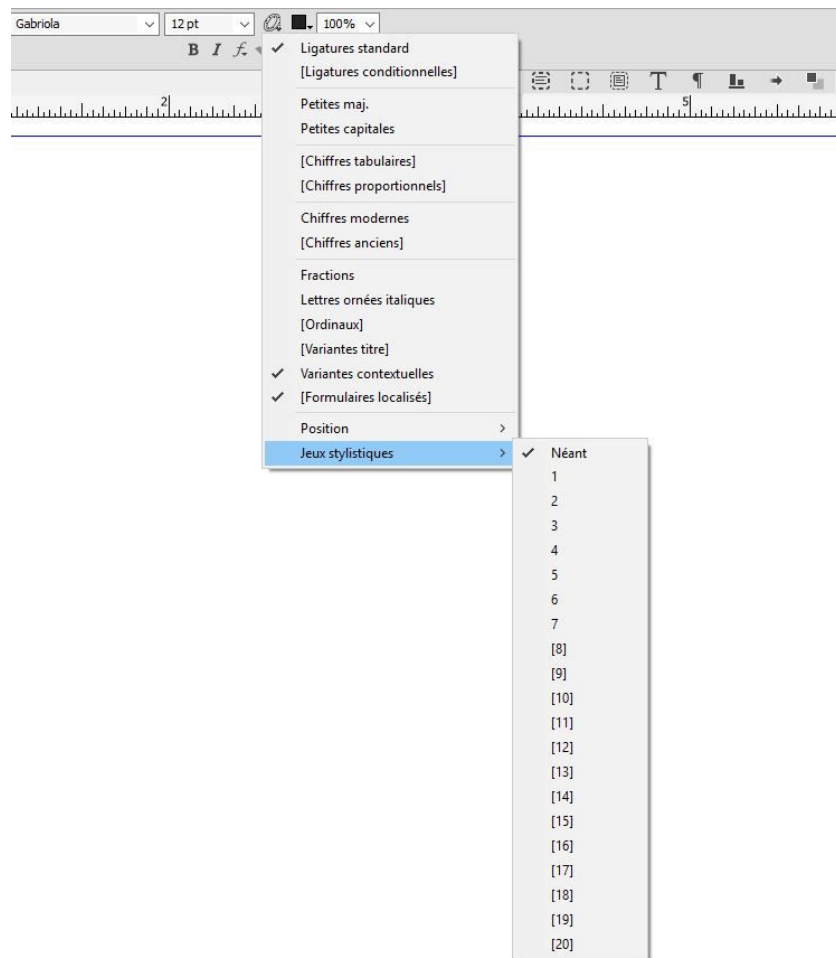 Gabriola 12 pt 100%
B I f.
Ligatures standard
[Ligatures conditionnelles]
T ¶
Petites maj.
2 5
Petites capitales
[Chiffres tabulaires]
[Chiffres proportionnels]
Chiffres modernes
[Chiffres anciens]
Fractions
Lettres ornées italiques
[Ordinaux]
[Variantes titre]
Variantes contextuelles
[Formulaires localisés]
Position
Jeux stylistiques
Néant
1
2
3
4
5
6
7
[8]
[9]
[10]
[11]
[12]
[13]
[14]
[15]
[16]
[17]
[18]
[19]
[20]